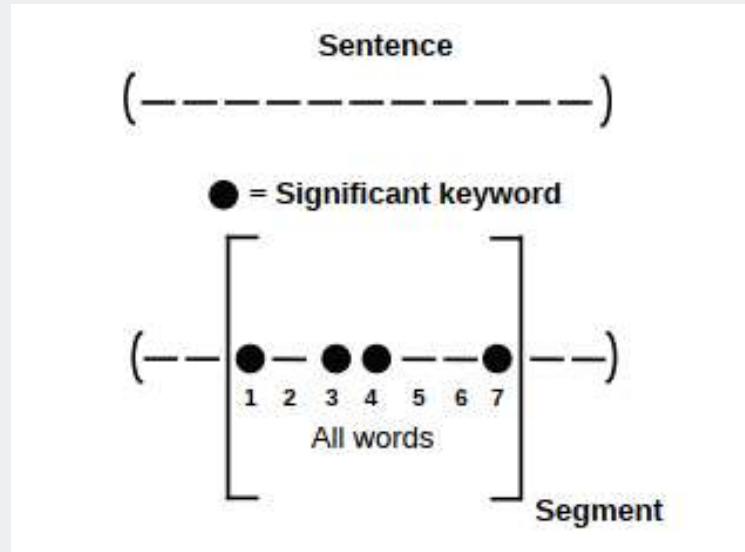 Sentence
= Significant keyword
1 2 3 4 5 6 7
All words
Segment